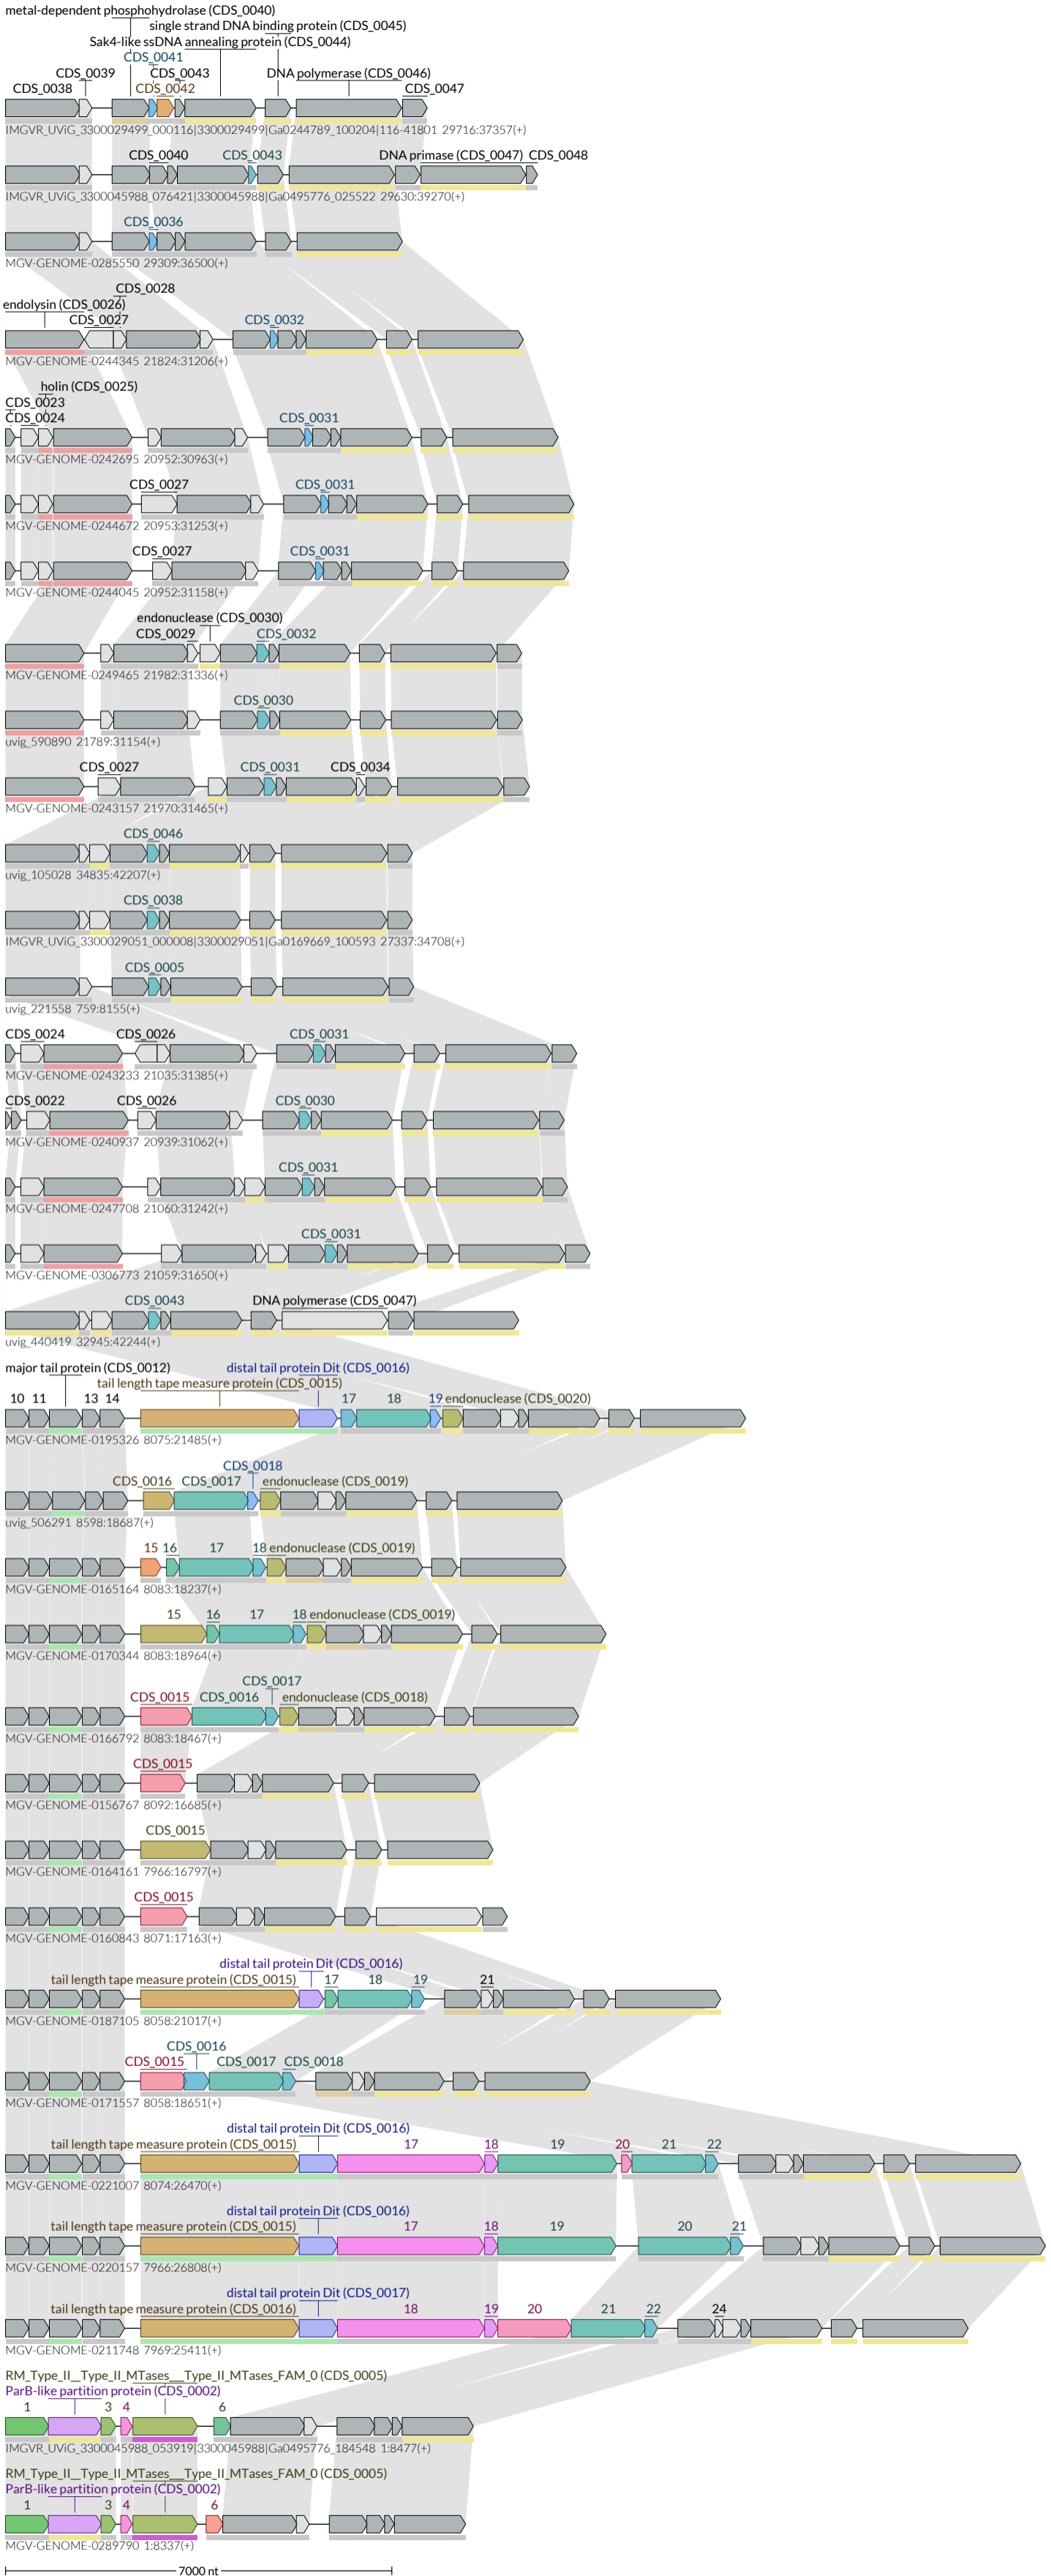 metal-dependent phosphohydrolase (CDS_0040)
single strand DNA binding protein (CDS_0045)
Sak4-like ssDNA annealing protein (CDS_0044)
CDS_0041
CDS_0039 CDS_0043 DNA polymerase (CDS_0046)
CDS_0038 CDS_0042 CDS_0047
IMGVR_UViG_3300029499_000116|3300029499|Ga0244789_100204|116-41801 29716:37357(+)
CDS_0040 CDS_0043 DNA primase (CDS_0047) CDS_0048
IMGVR_UViG_3300045988_076421|3300045988|Ga0495776_025522 29630:39270(+)
CDS_0036
MGV-GENOME-0285550 29309:36500(+)
CDS_0028
endolysin (CDS_0026)
CDS_0027 CDS_0032
MGV-GENOME-0244345 21824:31206(+)
holin (CDS_0025)
CDS_0023
CDS_0024 CDS_0031
MGV-GENOME-0242695 20952:30963(+)
CDS_0027 CDS_0031
MGV-GENOME-0244672 20953:31253(+)
CDS_0027 CDS_0031
MGV-GENOME-0244045 20952:31158(+)
endonuclease (CDS_0030)
CDS_0029 CDS_0032
MGV-GENOME-0249465 21982:31336(+)
CDS_0030
uvig_590890 21789:31154(+)
CDS_0027 CDS_0031 CDS_0034
MGV-GENOME-0243157 21970:31465(+)
CDS_0046
uvig_105028 34835:42207(+)
CDS_0038
IMGVR_UViG_3300029051_000008|3300029051|Ga0169669_100593 27337:34708(+)
CDS_0005
uvig_221558 759:8155(+)
CDS_0024 CDS_0026 CDS_0031
MGV-GENOME-0243233 21035:31385(+)
CDS_0022 CDS_0026 CDS_0030
MGV-GENOME-0240937 20939:31062(+)
CDS_0031
MGV-GENOME-0247708 21060:31242(+)
CDS_0031
MGV-GENOME-0306773 21059:31650(+)
CDS_0043 DNA polymerase (CDS_0047)
uvig_440419 32945:42244(+)
major tail protein (CDS_0012) distal tail protein Dit (CDS_0016)
tail length tape measure protein (CDS_0015)
10 11 13 14 17 18 19 endonuclease (CDS_0020)
MGV-GENOME-0195326 8075:21485(+)
CDS_0018
CDS_0016 CDS_0017 endonuclease (CDS_0019)
uvig_506291 8598:18687(+)
15 16 17 18 endonuclease (CDS_0019)
MGV-GENOME-0165164 8083:18237(+)
15 16 17 18 endonuclease (CDS_0019)
MGV-GENOME-0170344 8083:18964(+)
CDS_0017
CDS_0015 CDS_0016 endonuclease (CDS_0018)
MGV-GENOME-0166792 8083:18467(+)
CDS_0015
MGV-GENOME-0156767 8092:16685(+)
CDS_0015
MGV-GENOME-0164161 7966:16797(+)
CDS_0015
MGV-GENOME-0160843 8071:17163(+)
distal tail protein Dit (CDS_0016)
tail length tape measure protein (CDS_0015) 17 18 19 21
MGV-GENOME-0187105 8058:21017(+)
CDS_0016
CDS_0015 CDS_0017 CDS_0018
MGV-GENOME-0171557 8058:18651(+)
distal tail protein Dit (CDS_0016)
tail length tape measure protein (CDS_0015) 17 18 19 20 21 22
MGV-GENOME-0221007 8074:26470(+)
distal tail protein Dit (CDS_0016)
tail length tape measure protein (CDS_0015) 17 18 19 20 21
MGV-GENOME-0220157 7966:26808(+)
distal tail protein Dit (CDS_0017)
tail length tape measure protein (CDS_0016) 18 19 20 21 22 24
MGV-GENOME-0211748 7969:25411(+)
RM_Type_II__Type_II_MTases__Type_II_MTases_FAM_0 (CDS_0005)
ParB-like partition protein (CDS_0002)
1 3 4 6
IMGVR_UViG_3300045988_053919|3300045988|Ga0495776_184548 1:8477(+)
RM_Type_II__Type_II_MTases__Type_II_MTases_FAM_0 (CDS_0005)
ParB-like partition protein (CDS_0002)
1 3 4 6
MGV-GENOME-0289790 1:8337(+)
7000 nt